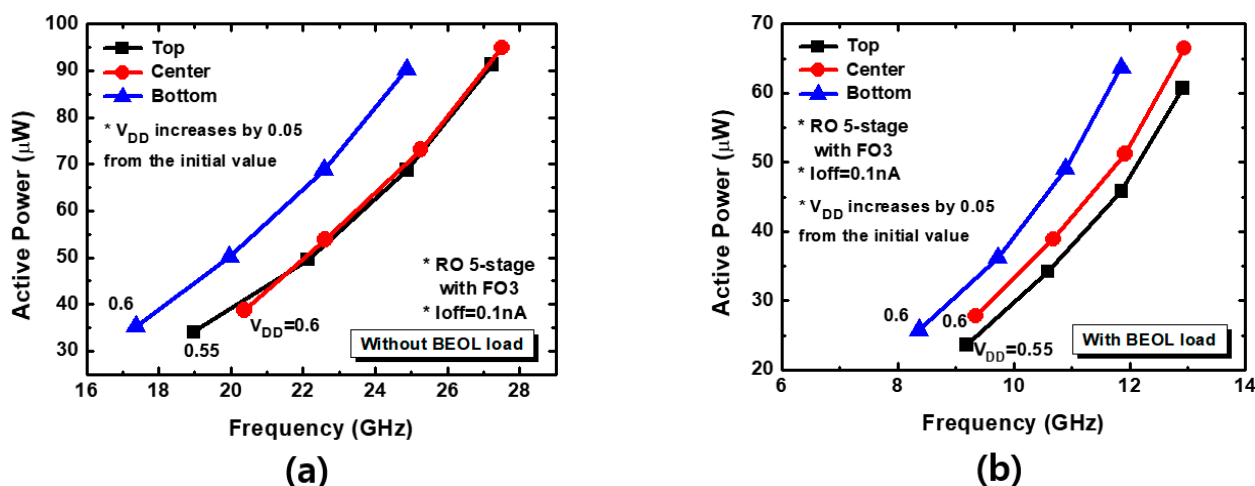 100
90
80
70
60
50
40
30
Active Power (μW)
Top
Center
Bottom
* VDD increases by 0.05
from the initial value
* RO 5-stage
with FO3
* Ioff=0.1nA
0.6
0.55
VDD=0.6
Without BEOL load
16 18 20 22 24 26 28
Frequency (GHz)
(a)
70
60
50
40
30
20
Active Power (μW)
Top
Center
Bottom
* RO 5-stage
with FO3
* Ioff=0.1nA
* VDD increases by 0.05
from the initial value
0.6
0.6
VDD=0.55
With BEOL load
6 8 10 12 14
Frequency (GHz)
(b)